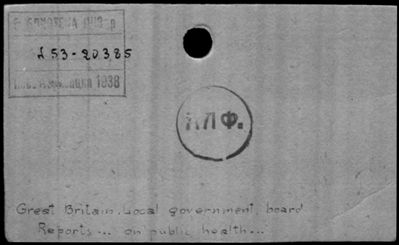 А 53-20385
1938
Great Britain. Local government board
Reports... on public health...